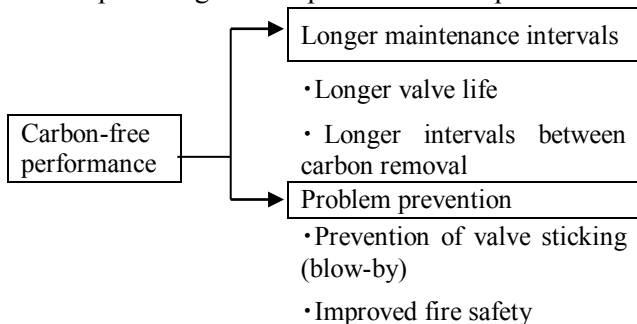 Carbon-free
performance
Longer maintenance intervals
・Longer valve life
・Longer intervals between
carbon removal
Problem prevention
・Prevention of valve sticking
(blow-by)
・Improved fire safety